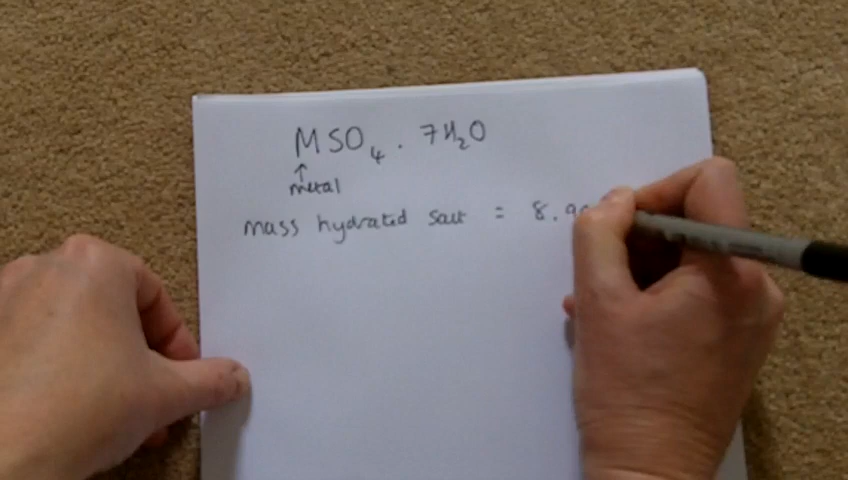 MSO₄ . 7H₂O
↑
metal
mass hydrated salt = 8.9